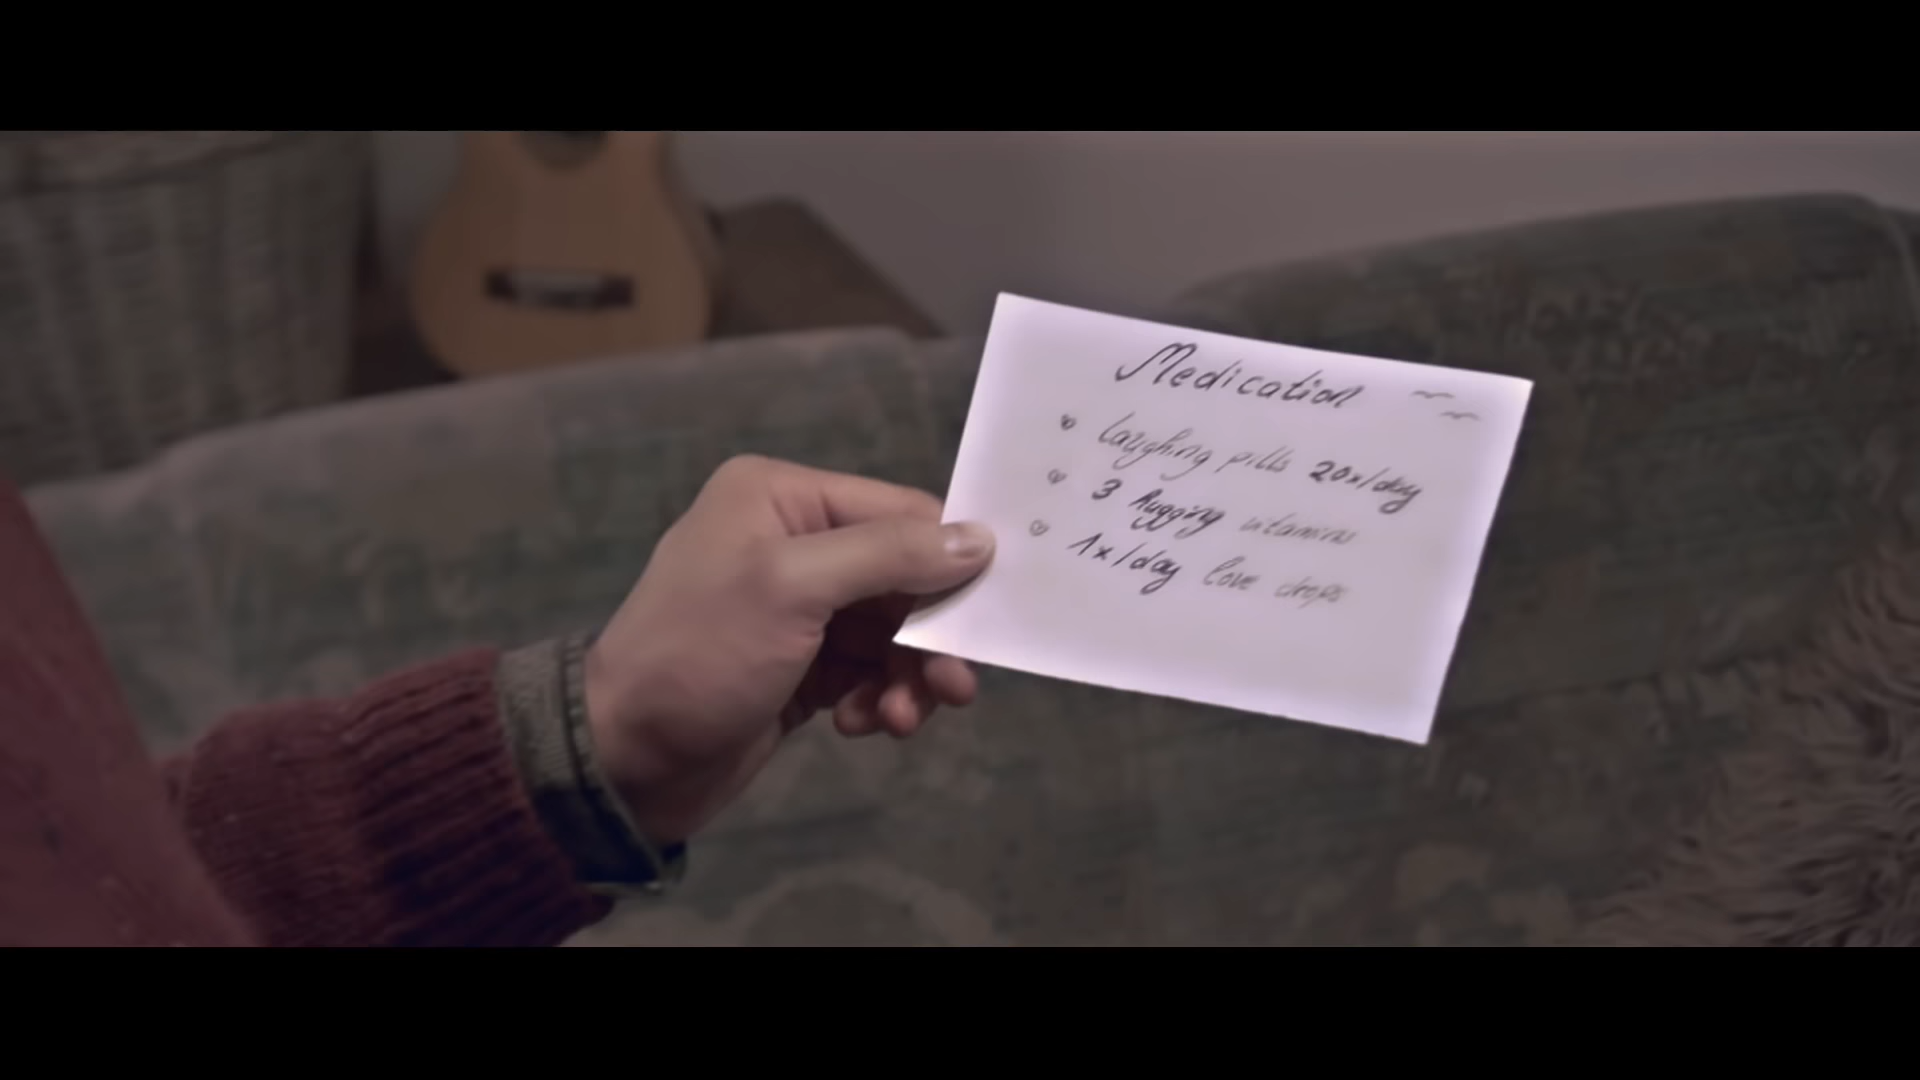 Medication
laughing pills 20x/day
3 hugging vitamins
1x/day love drops